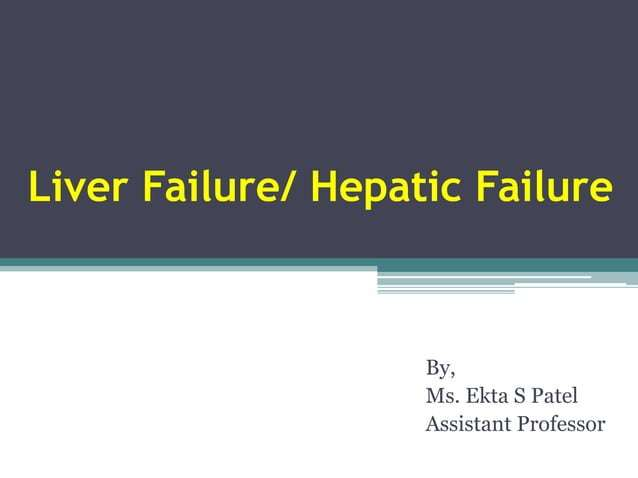 Liver Failure/ Hepatic Failure
By,
Ms. Ekta S Patel
Assistant Professor